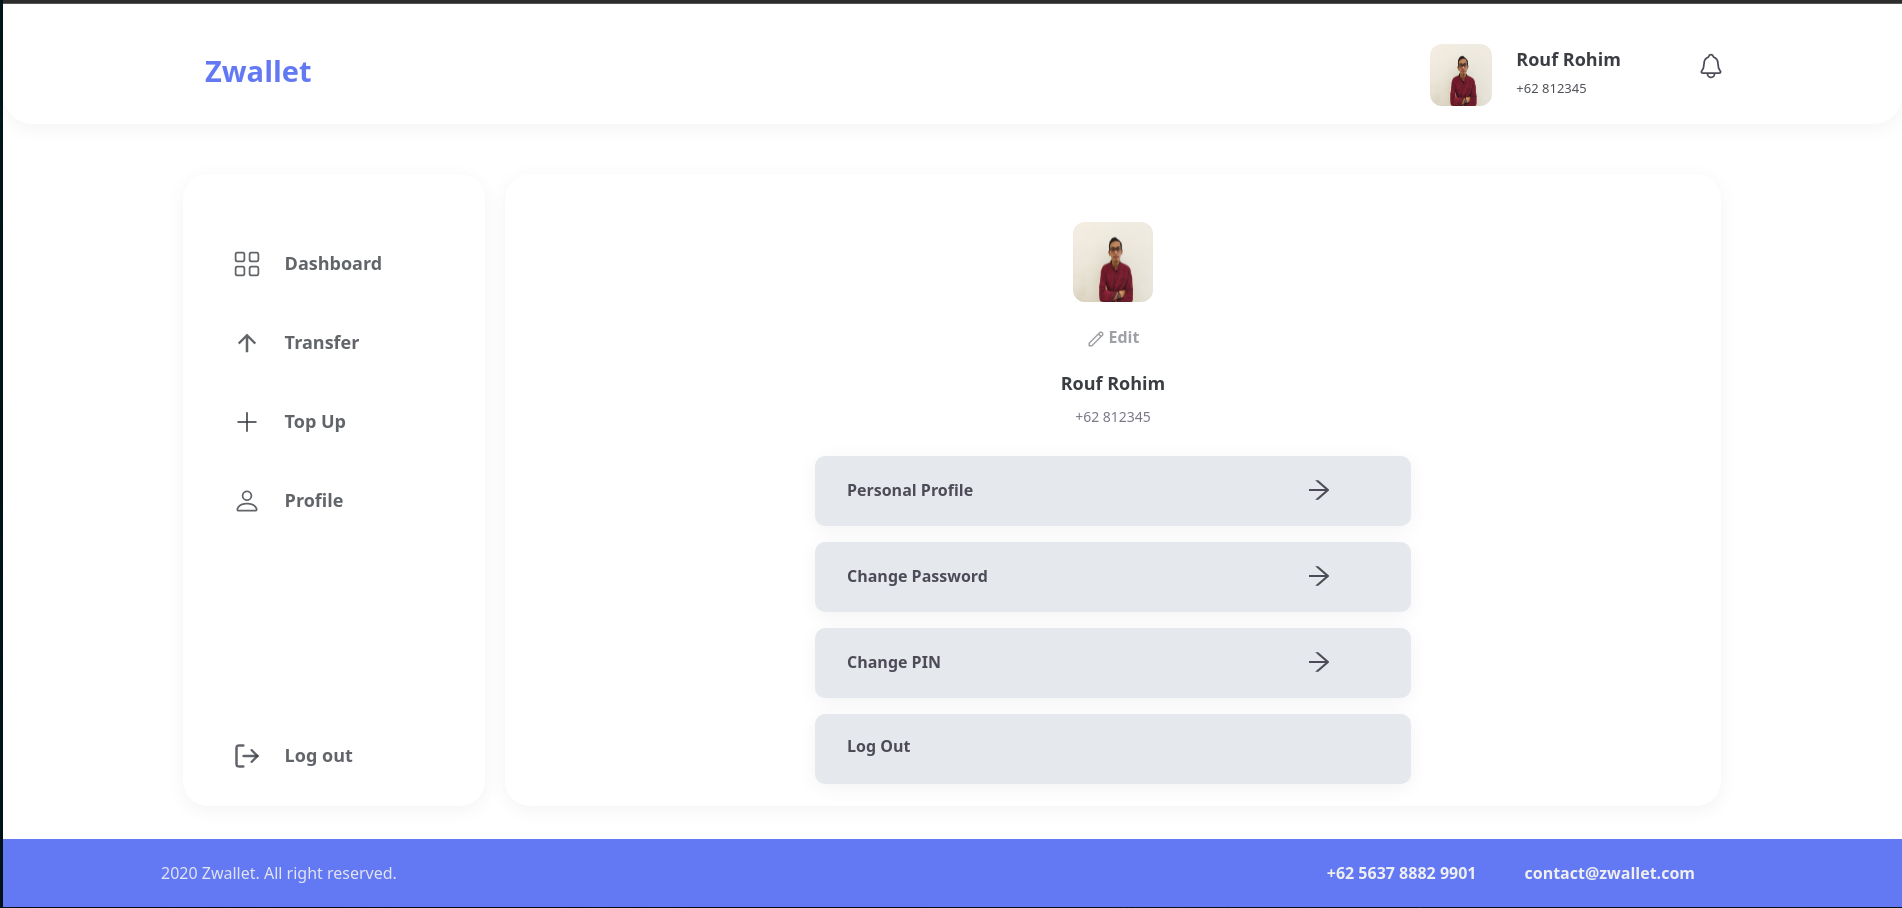 Zwallet
Rouf Rohim
+62 812345
Dashboard
Transfer
Top Up
Profile
Log out
Edit
Rouf Rohim
+62 812345
Personal Profile
Change Password
Change PIN
Log Out
2020 Zwallet. All right reserved.
+62 5637 8882 9901
contact@zwallet.com